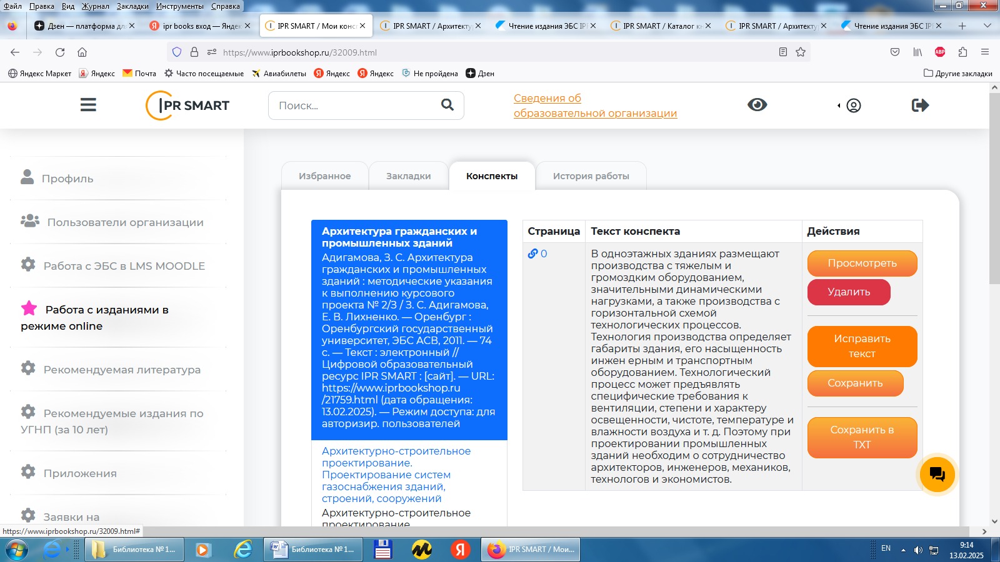 Файл Правка Вид Журнал Закладки Инструменты Справка
Дзен — платформа для
ipr books вход — Яндек
IPR SMART / Мои конс
IPR SMART / Архитекту
Чтение издания ЭБС IPR
IPR SMART / Каталог кн
IPR SMART / Архитекту
Чтение издания ЭБС IPR
https://www.iprbookshop.ru/32009.html
ABP
Яндекс Маркет
Яндекс
Почта
Часто посещаемые
Авиабилеты
Яндекс
Яндекс
Не пройдена
Дзен
Другие закладки
IPR SMART
Поиск...
Сведения об
образовательной организации
Избранное
Закладки
Конспекты
История работы
Профиль
Пользователи организации
Работа с ЭБС в LMS MOODLE
Работа с изданиями в
режиме online
Рекомендуемая литература
Рекомендуемые издания по
УГНП (за 10 лет)
Приложения
Заявки на
Архитектура гражданских и
промышленных зданий
Адигамова, З. С. Архитектура
гражданских и промышленных
зданий : методические указания
к выполнению курсового
проекта № 2/3 / З. С. Адигамова,
Е. В. Лихненко. — Оренбург :
Оренбургский государственный
университет, ЭБС АСВ, 2011. — 74
с. — Текст : электронный //
Цифровой образовательный
ресурс IPR SMART : [сайт]. — URL:
https://www.iprbookshop.ru
/21759.html (дата обращения:
13.02.2025). — Режим доступа: для
авторизир. пользователей
Архитектурно-строительное
проектирование.
Проектирование систем
газоснабжения зданий,
строений, сооружений
Архитектурно-строительное
проектирование.
Страница
Текст конспекта
Действия
0
В одноэтажных зданиях размещают
производства с тяжелым и
громоздким оборудованием,
значительными динамическими
нагрузками, а также производства с
горизонтальной схемой
технологических процессов.
Технология производства определяет
габариты здания, его насыщенность
инжен ерным и транспортным
оборудованием. Технологический
процесс может предъявлять
специфические требования к
вентиляции, степени и характеру
освещенности, чистоте, температуре и
влажности воздуха и т. д. Поэтому при
проектировании промышленных
зданий необходим о сотрудничество
архитекторов, инженеров, механиков,
технологов и экономистов.
Просмотреть
Удалить
Исправить
текст
Сохранить
Сохранить в
TXT
https://www.iprbookshop.ru/32009.html#
Библиотека № 1...
Библиотека № 1...
IPR SMART / Мои...
EN
9:14
13.02.2025